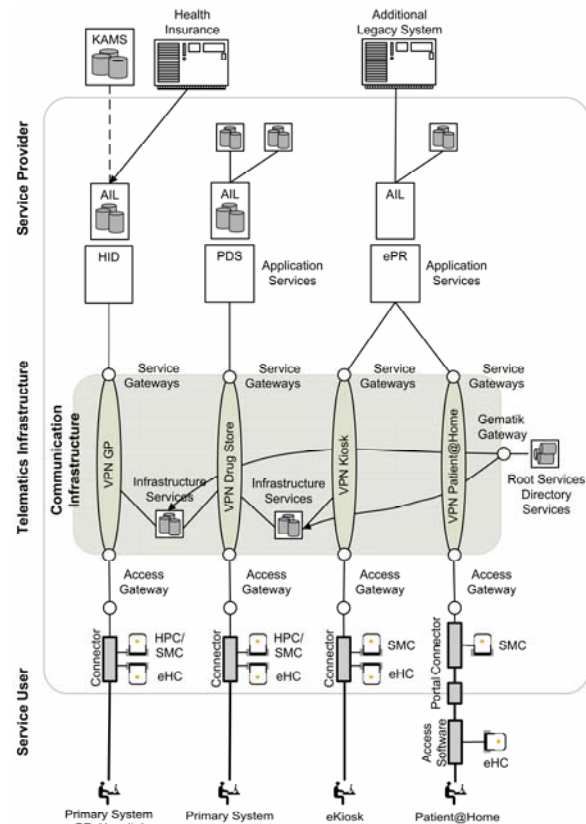 KAMS
Health
Insurance
Additional
Legacy System
Service Provider
AIL
AIL
AIL
HID
PDS
Application
Services
ePR
Application
Services
Telematics Infrastructure
Communication
Infrastructure
Service
Gateways
Service
Gateways
Service
Gateways
Service
Gateways
VPN GP
VPN Drug Store
VPN Kiosk
VPN Patient@Home
Gematik
Gateway
Root Services
Directory
Services
Infrastructure
Services
Infrastructure
Services
Access
Gateway
Access
Gateway
Access
Gateway
Access
Gateway
Service User
Connector
HPC/
SMC
eHC
Connector
HPC/
SMC
eHC
Connector
SMC
eHC
Portal Connector
SMC
Access
Software
eHC
Primary System
Primary System
eKiosk
Patient@Home